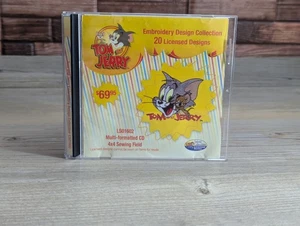 Embroidery Design Collection
20 Licensed Designs
TOM and
JERRY
$69.95
TOM and JERRY
Multi-formatted CD
4x4 Sewing Field